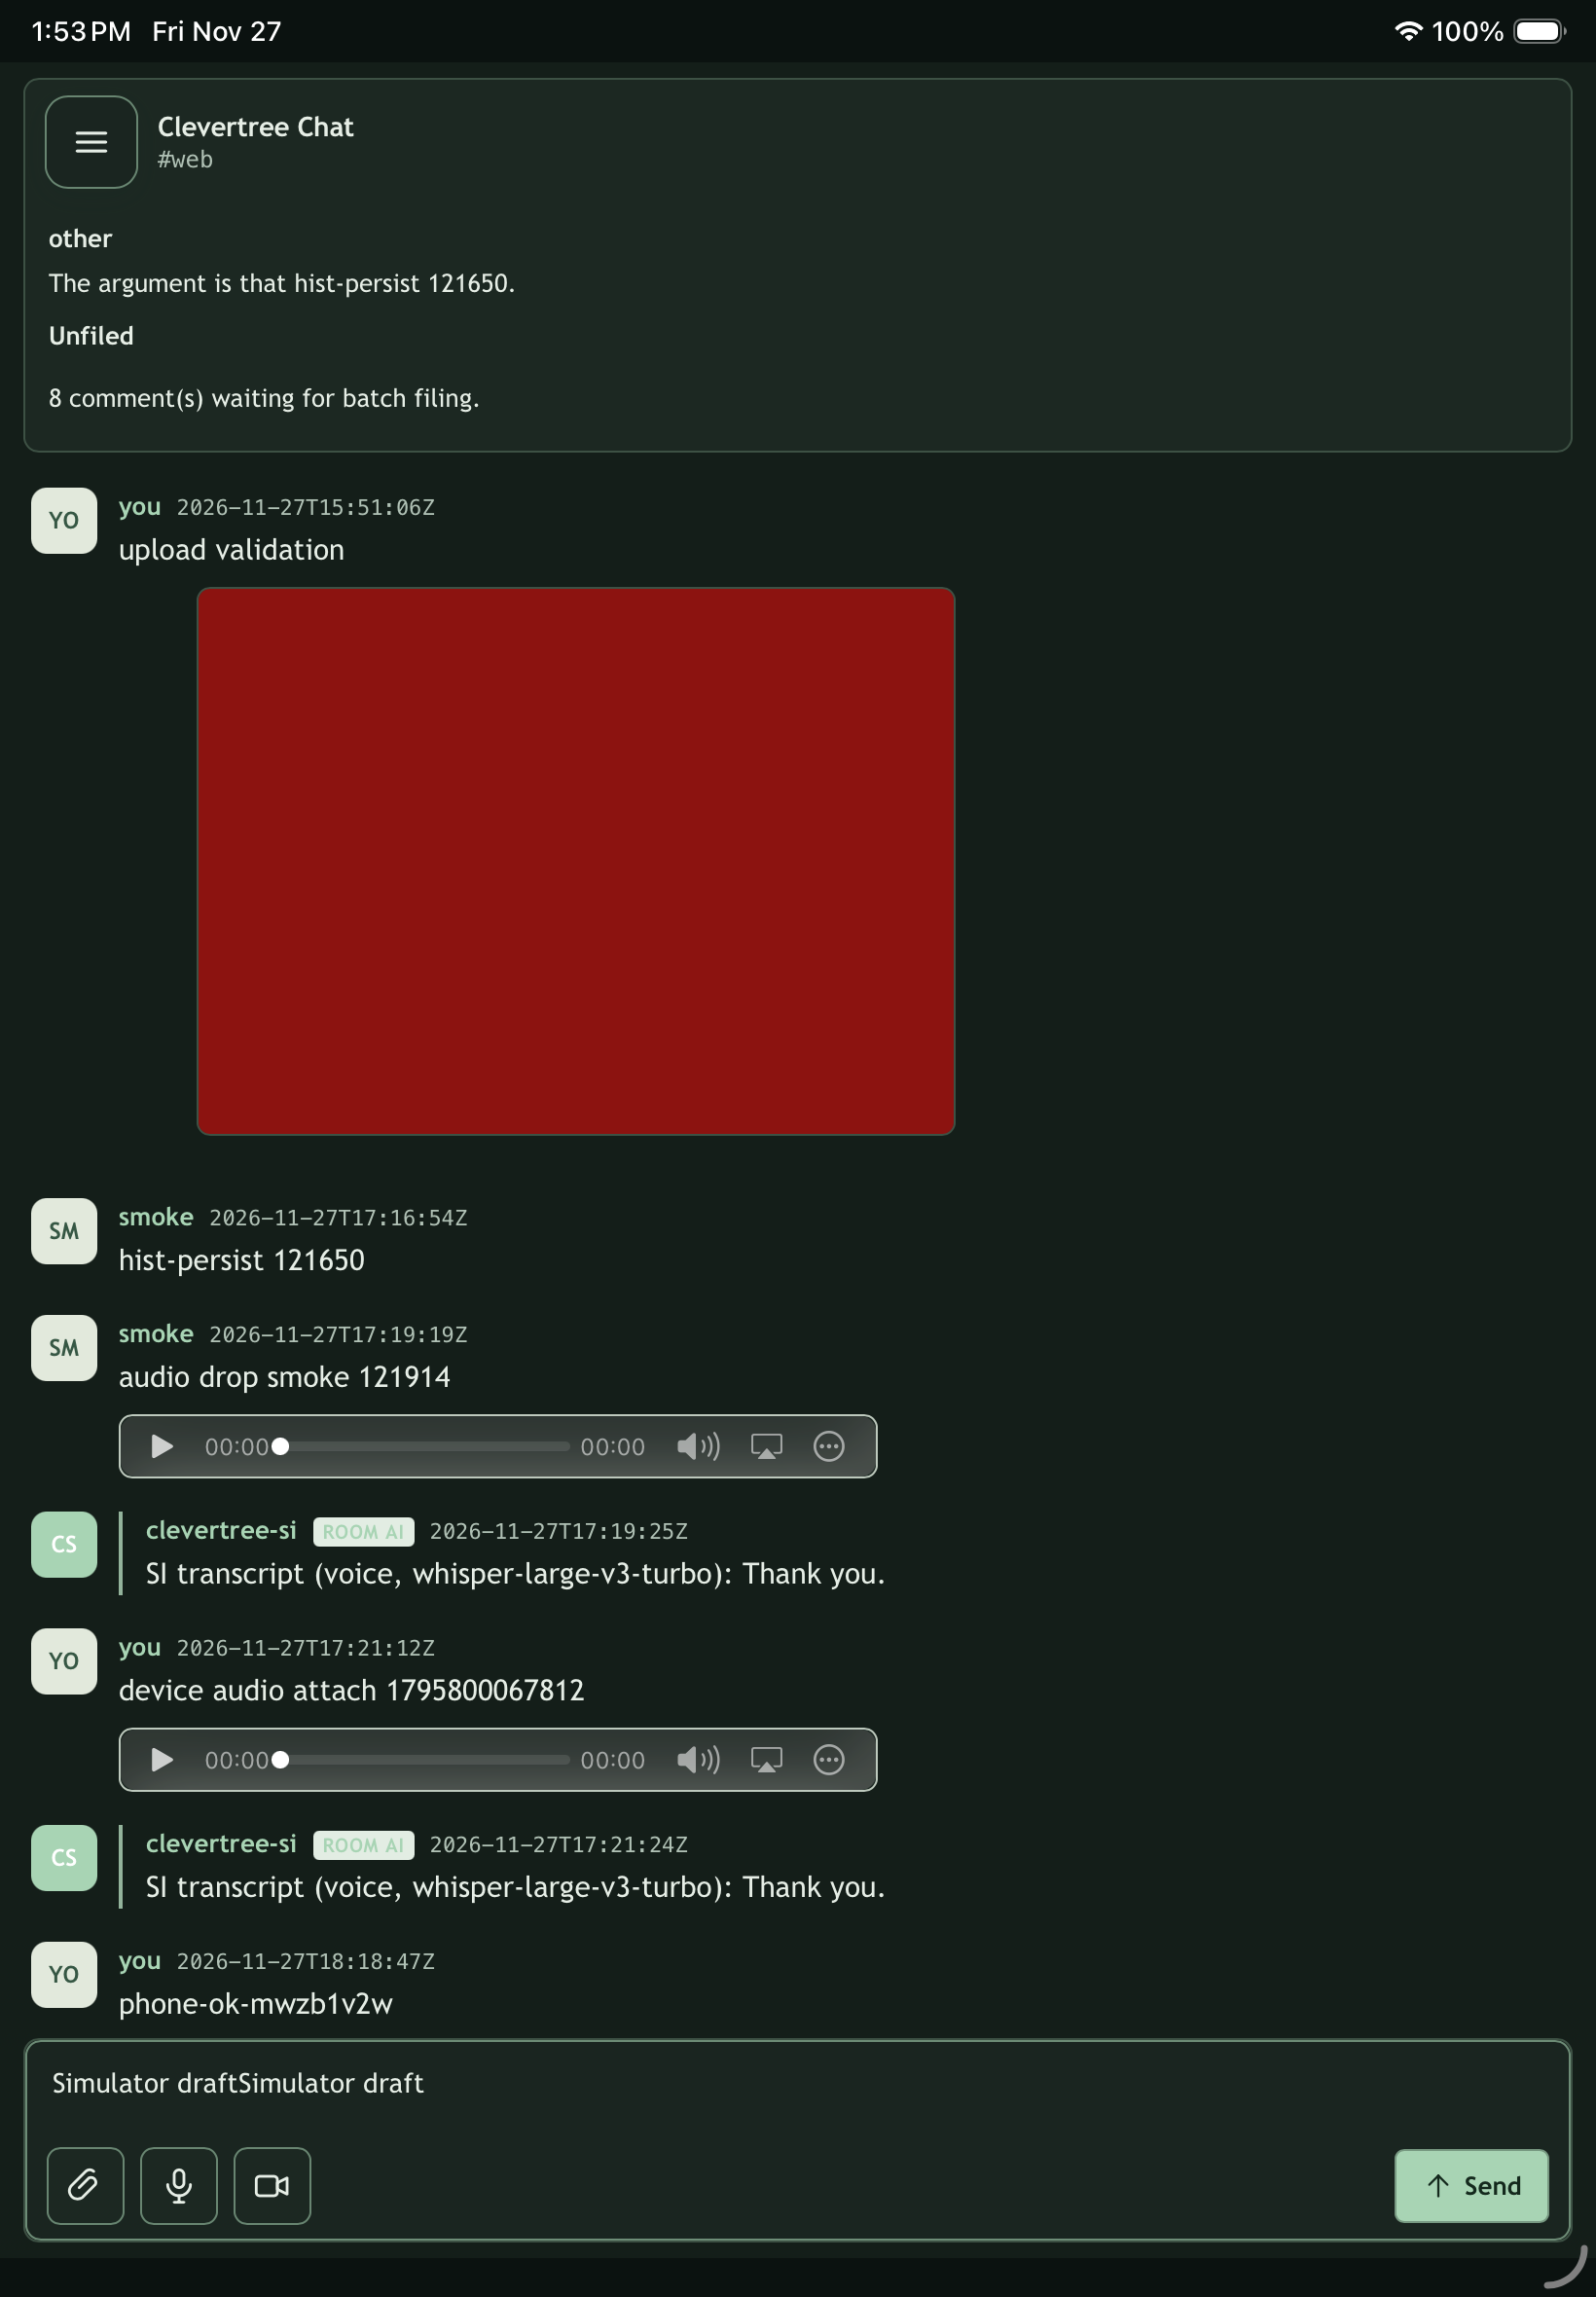 1:53 PM Fri Nov 27 100%
Clevertree Chat
#web
other
The argument is that hist-persist 121650.
Unfiled
8 comment(s) waiting for batch filing.
YO you 2026-11-27T15:51:06Z
upload validation
SM smoke 2026-11-27T17:16:54Z
hist-persist 121650
SM smoke 2026-11-27T17:19:19Z
audio drop smoke 121914
00:00 00:00
CS clevertree-si ROOM AI 2026-11-27T17:19:25Z
SI transcript (voice, whisper-large-v3-turbo): Thank you.
YO you 2026-11-27T17:21:12Z
device audio attach 1795800067812
00:00 00:00
CS clevertree-si ROOM AI 2026-11-27T17:21:24Z
SI transcript (voice, whisper-large-v3-turbo): Thank you.
YO you 2026-11-27T18:18:47Z
phone-ok-mwzb1v2w
Simulator draftSimulator draft
Send